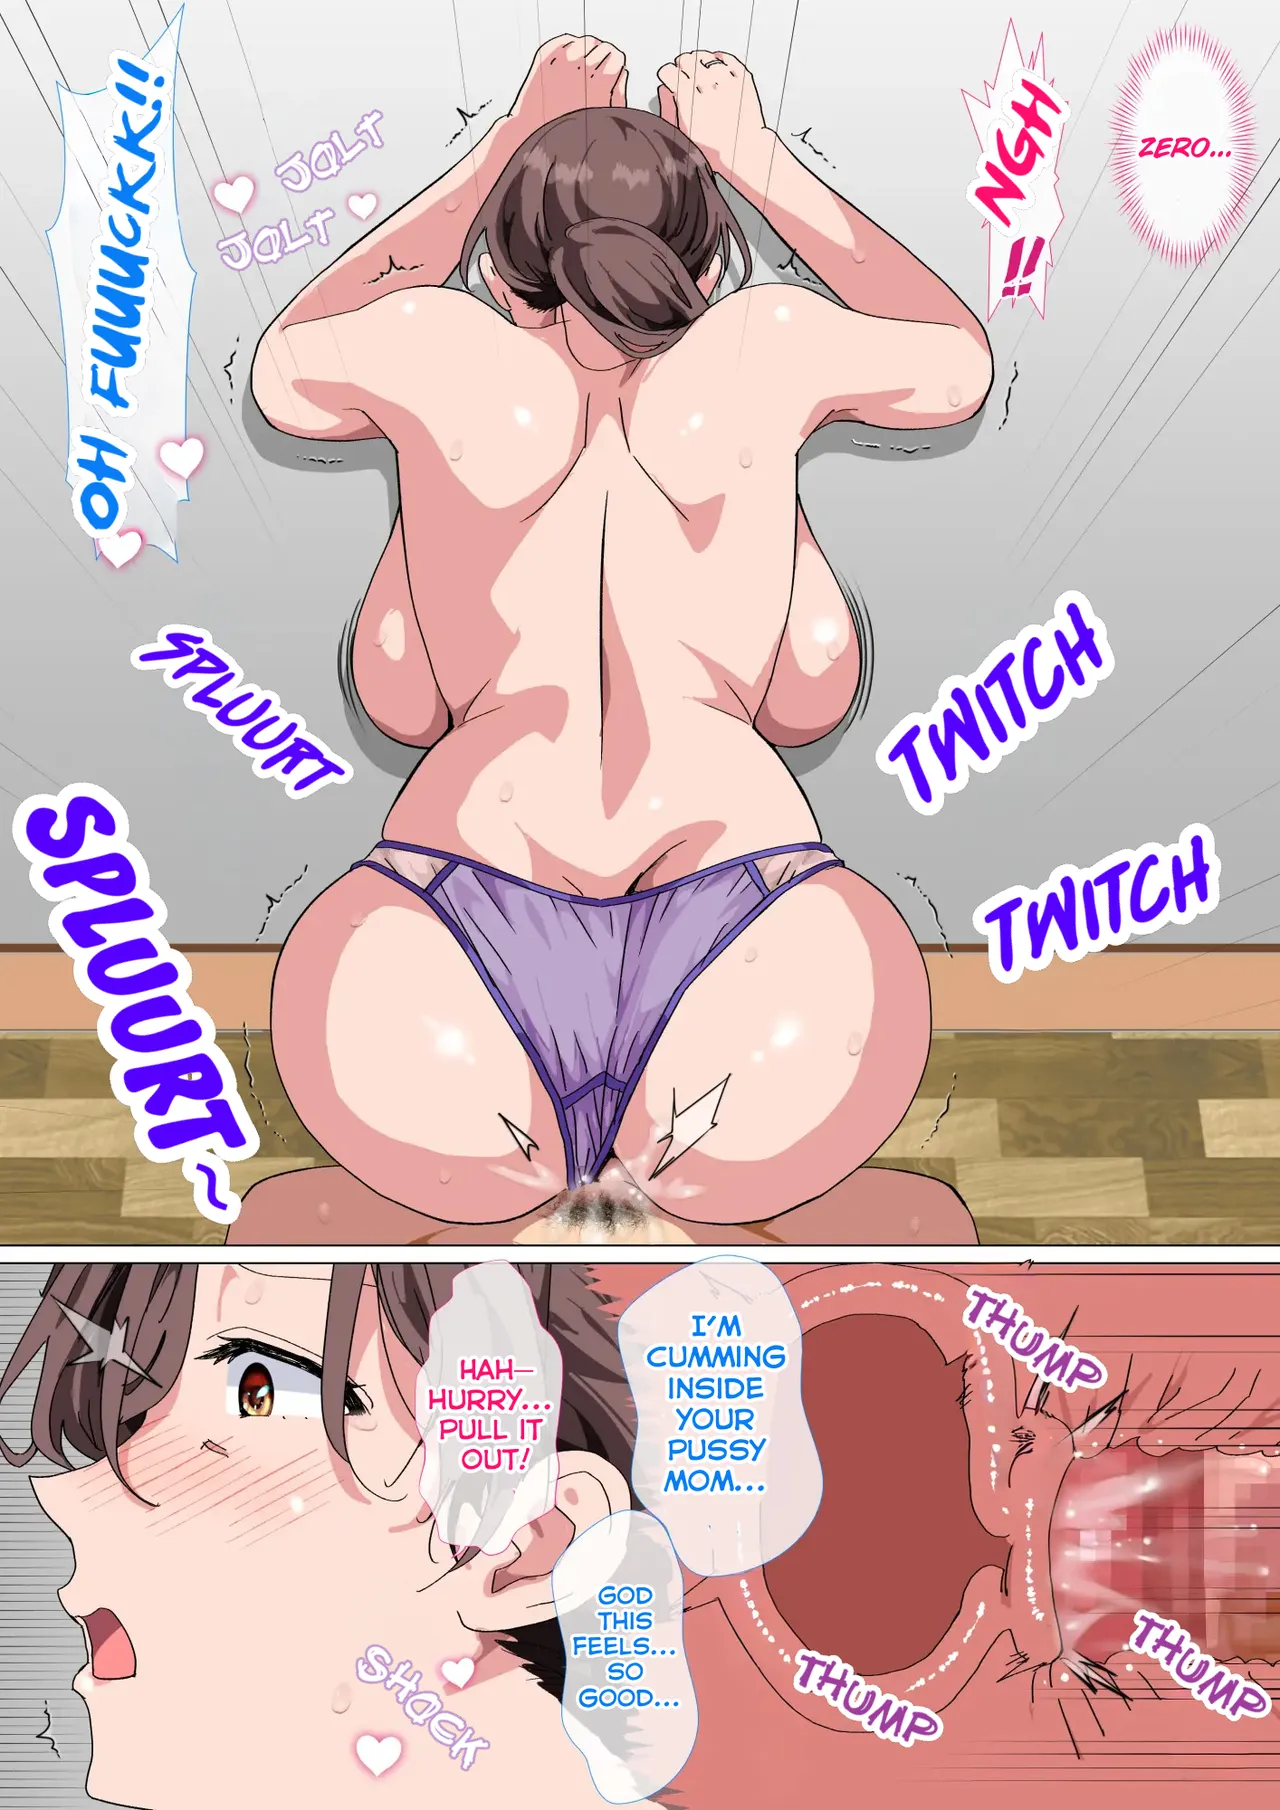 ZERO...
NGH
!!
JOLT
JOLT
OH FUUUCKK!!
TWITCH
TWITCH
SPLUURT
SPLUURT~
THUMP
I'M
CUMMING
INSIDE
YOUR
PUSSY
MOM...
HAH–
HURRY...
PULL IT
OUT!
GOD
THIS
FEELS...
SO
GOOD...
THUMP
THUMP
SHOCK